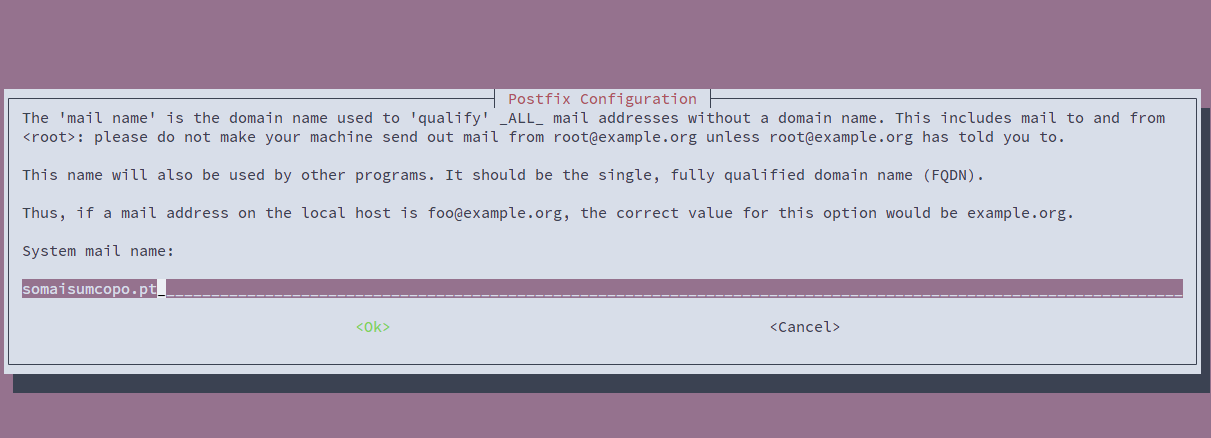 Postfix Configuration
The 'mail name' is the domain name used to 'qualify' _ALL_ mail addresses without a domain name. This includes mail to and from
<root>: please do not make your machine send out mail from root@example.org unless root@example.org has told you to.
This name will also be used by other programs. It should be the single, fully qualified domain name (FQDN).
Thus, if a mail address on the local host is foo@example.org, the correct value for this option would be example.org.
System mail name:
somaisumcopo.pt
<Ok> <Cancel>